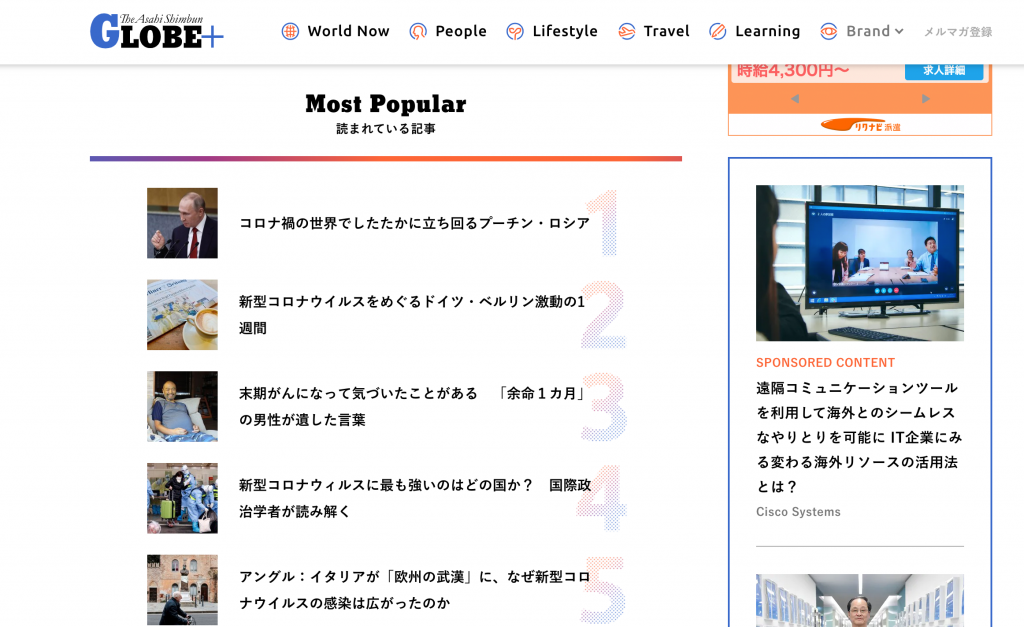 The Asahi Shimbun
GLOBE+
World Now
People
Lifestyle
Travel
Learning
Brand
メルマガ登録
Most Popular
読まれている記事
コロナ禍の世界でしたたかに立ち回るプーチン・ロシア
1
新型コロナウイルスをめぐるドイツ・ベルリン激動の1
週間
2
末期がんになって気づいたことがある　「余命１カ月」
の男性が遺した言葉
3
新型コロナウィルスに最も強いのはどの国か？　国際政
治学者が読み解く
4
アングル：イタリアが「欧州の武漢」に、なぜ新型コロ
ナウイルスの感染は広がったのか
5
時給4,300円〜
求人詳細
リクナビ派遣
SPONSORED CONTENT
遠隔コミュニケーションツール
を利用して海外とのシームレス
なやりとりを可能に IT企業にみ
る変わる海外リソースの活用法
とは？
Cisco Systems